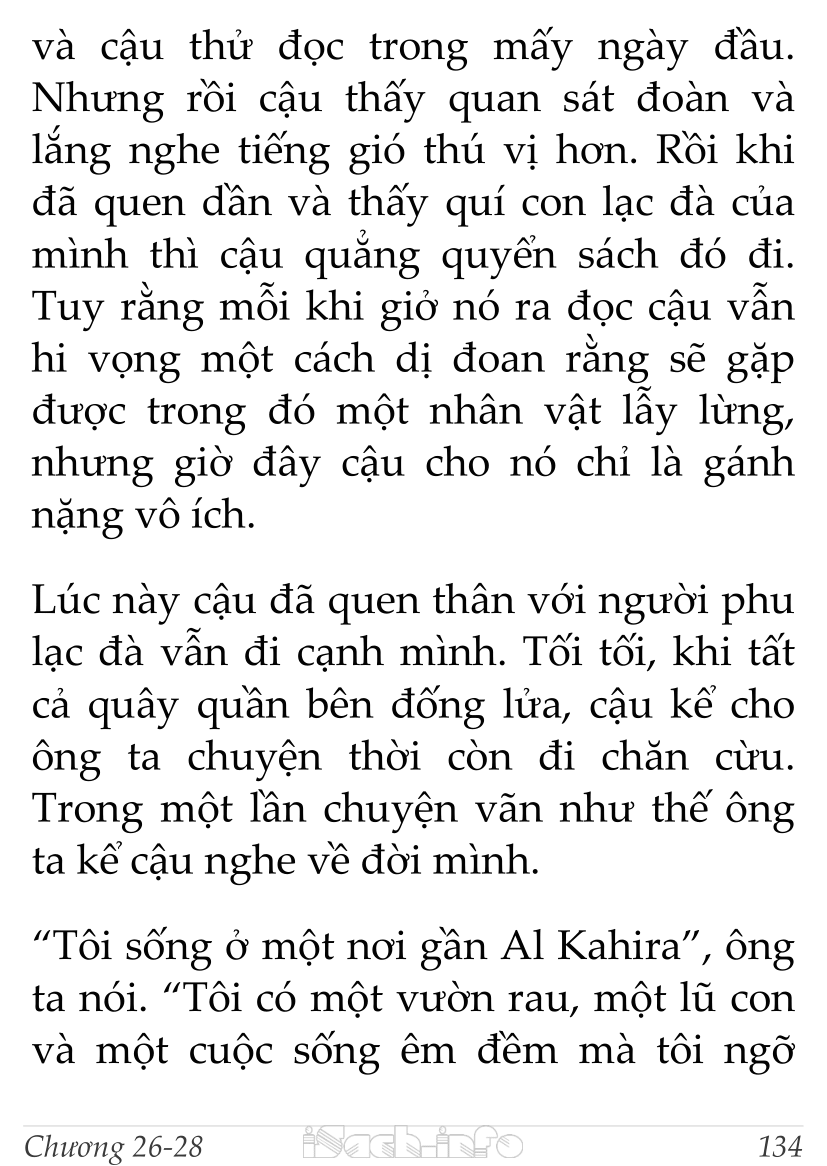 và cậu thử đọc trong mấy ngày đầu.
Nhưng rồi cậu thấy quan sát đoàn và
lắng nghe tiếng gió thú vị hơn. Rồi khi
đã quen dần và thấy quí con lạc đà của
mình thì cậu quẳng quyển sách đó đi.
Tuy rằng mỗi khi giở nó ra đọc cậu vẫn
hi vọng một cách dị đoan rằng sẽ gặp
được trong đó một nhân vật lẫy lừng,
nhưng giờ đây cậu cho nó chỉ là gánh
nặng vô ích.
Lúc này cậu đã quen thân với người phu
lạc đà vẫn đi cạnh mình. Tối tối, khi tất
cả quây quần bên đống lửa, cậu kể cho
ông ta chuyện thời còn đi chăn cừu.
Trong một lần chuyện vãn như thế ông
ta kể cậu nghe về đời mình.
“Tôi sống ở một nơi gần Al Kahira”, ông
ta nói. “Tôi có một vườn rau, một lũ con
và một cuộc sống êm đềm mà tôi ngỡ
Chương 26-28 iSach.info 134